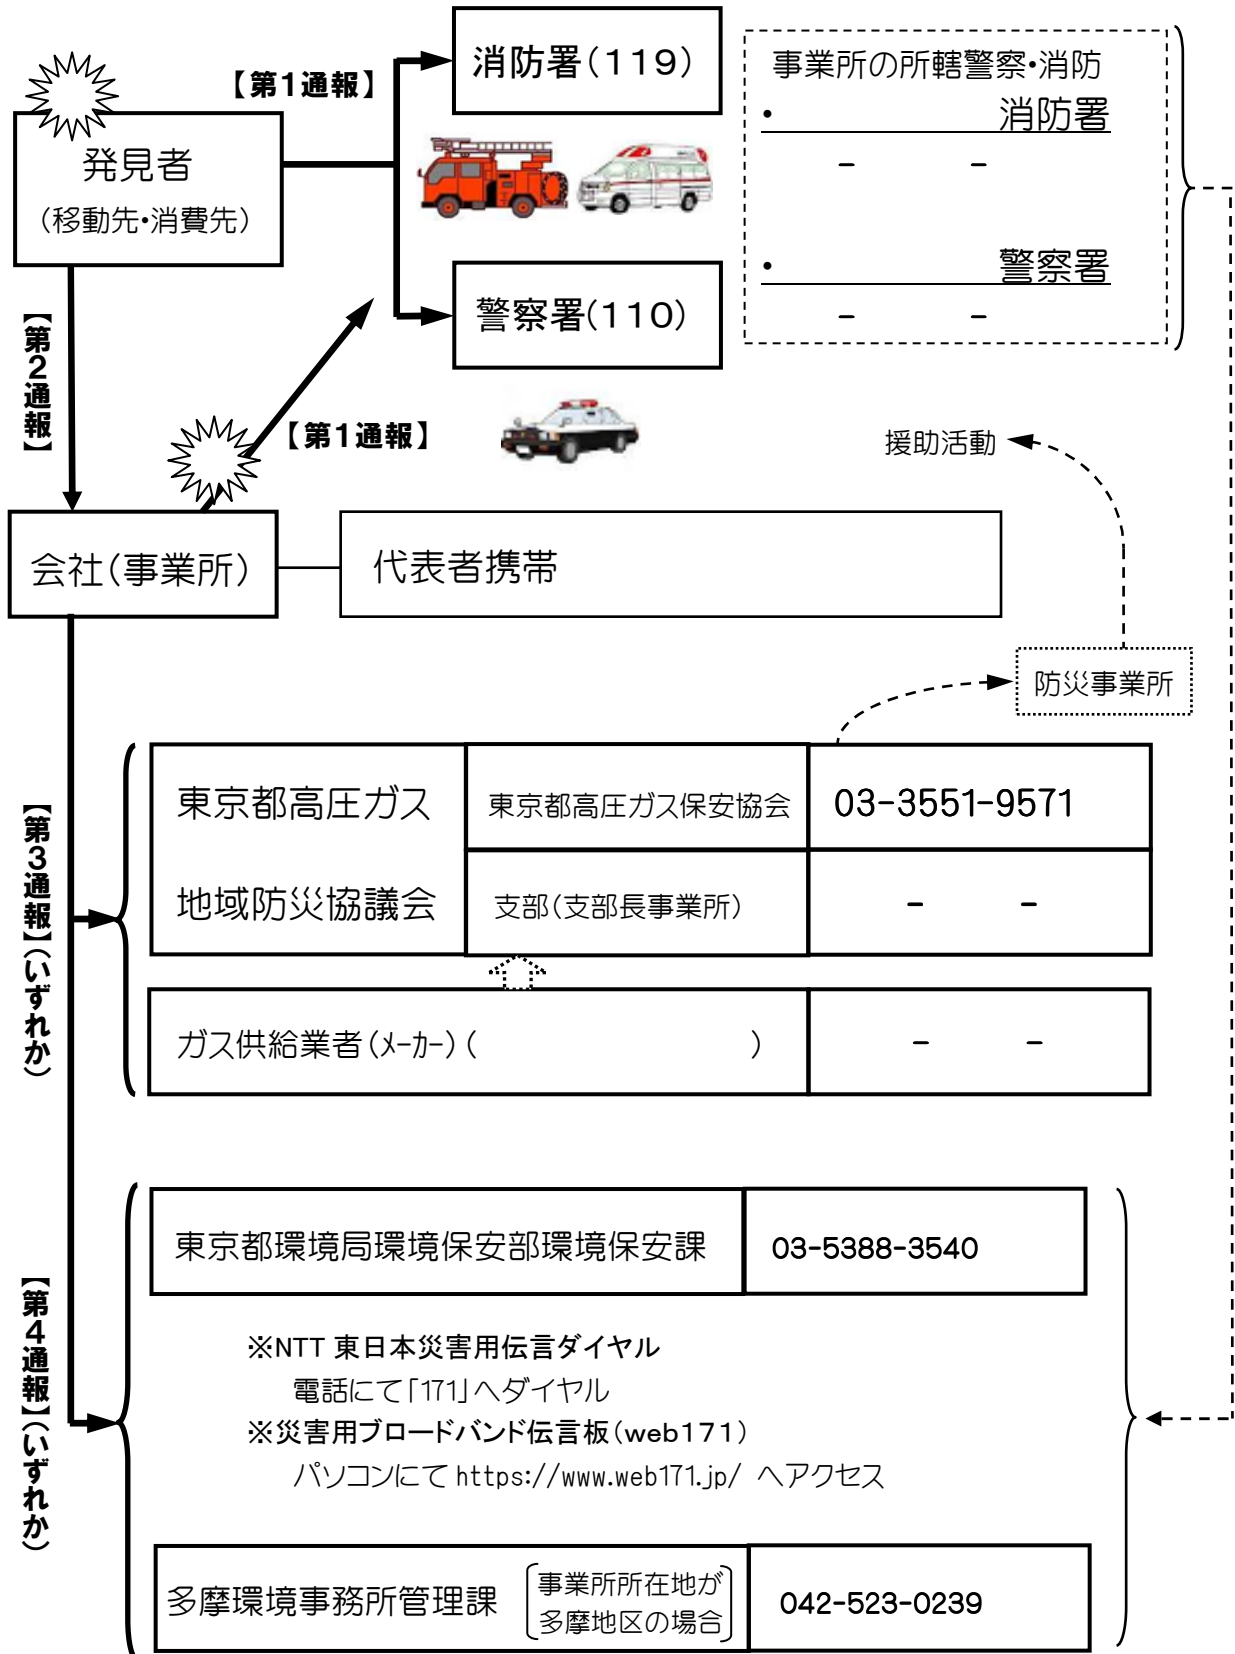 消防署(119)
【第1通報】
事業所の所轄警察・消防
・　　　　　消防署
－　　－
・　　　　　警察署
－　　－
発見者
(移動先・消費先)
警察署(110)
【第2通報】
【第1通報】
援助活動
会社(事業所)
代表者携帯
防災事業所
【第3通報】(いずれか)
東京都高圧ガス
地域防災協議会
東京都高圧ガス保安協会
03-3551-9571
支部(支部長事業所)
－　　－
ガス供給業者(ﾒｰｶｰ)(　　　　　　)
－　　－
【第4通報】(いずれか)
東京都環境局環境保安部環境保安課
03-5388-3540
※NTT 東日本災害用伝言ダイヤル
電話にて「171」へダイヤル
※災害用ブロードバンド伝言板(web171)
パソコンにて https://www.web171.jp/ へアクセス
多摩環境事務所管理課
事業所所在地が
多摩地区の場合
042-523-0239